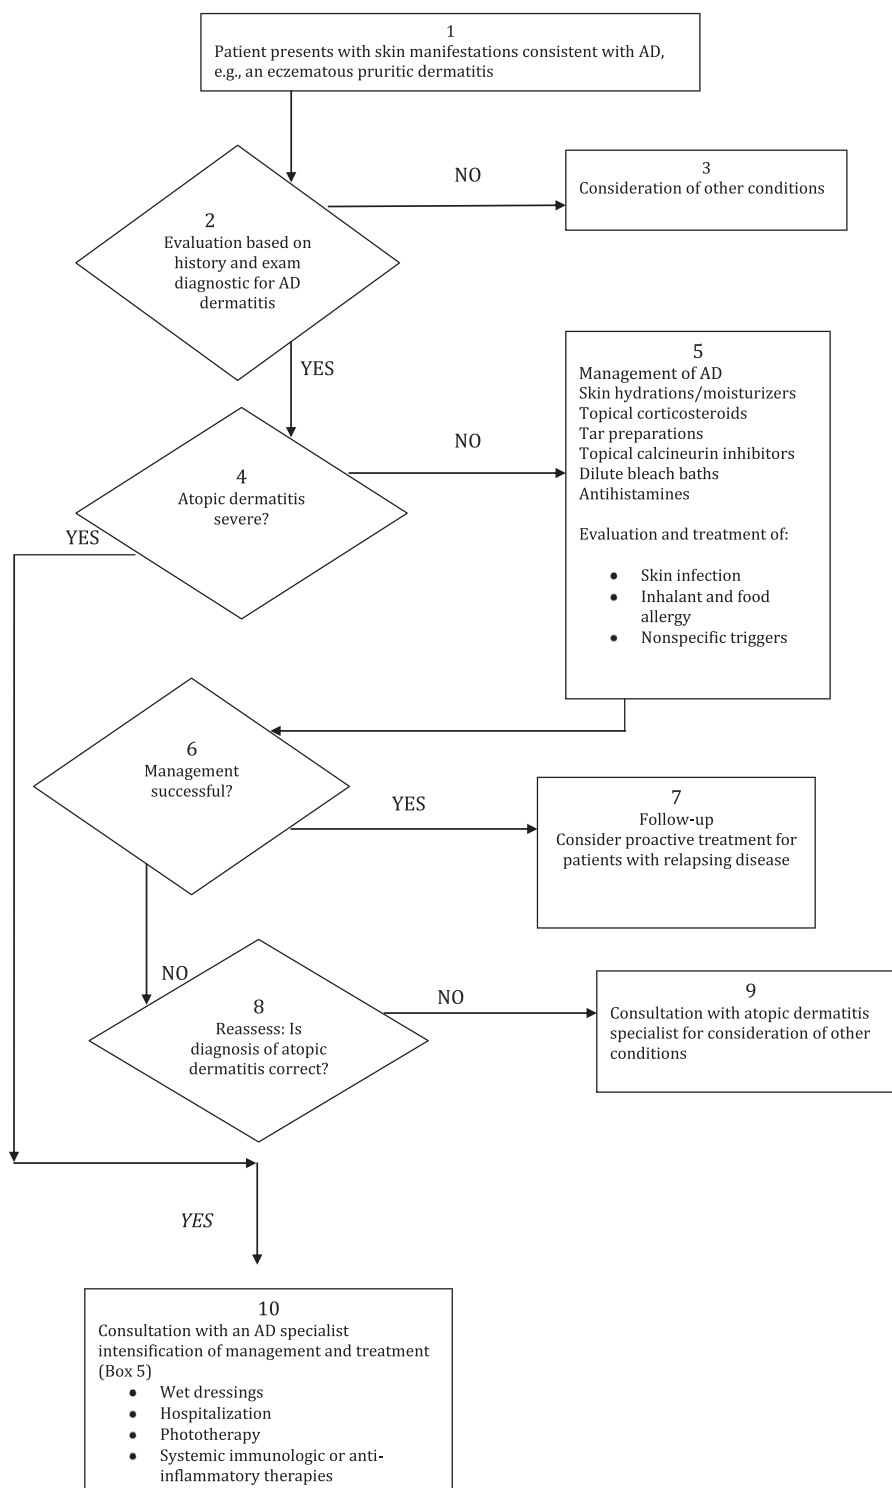 1
Patient presents with skin manifestations consistent with AD,
e.g., an eczematous pruritic dermatitis
NO
3
Consideration of other conditions
2
Evaluation based on
history and exam
diagnostic for AD
dermatitis
YES
5
Management of AD
Skin hydrations/moisturizers
Topical corticosteroids
Tar preparations
Topical calcineurin inhibitors
Dilute bleach baths
Antihistamines
Evaluation and treatment of:
● Skin infection
● Inhalant and food
allergy
● Nonspecific triggers
NO
4
Atopic dermatitis
severe?
YES
6
Management
successful?
YES
7
Follow-up
Consider proactive treatment for
patients with relapsing disease
NO
8
Reassess: Is
diagnosis of atopic
dermatitis correct?
NO
9
Consultation with atopic dermatitis
specialist for consideration of other
conditions
YES
10
Consultation with an AD specialist
intensification of management and treatment
(Box 5)
● Wet dressings
● Hospitalization
● Phototherapy
● Systemic immunologic or anti-
inflammatory therapies